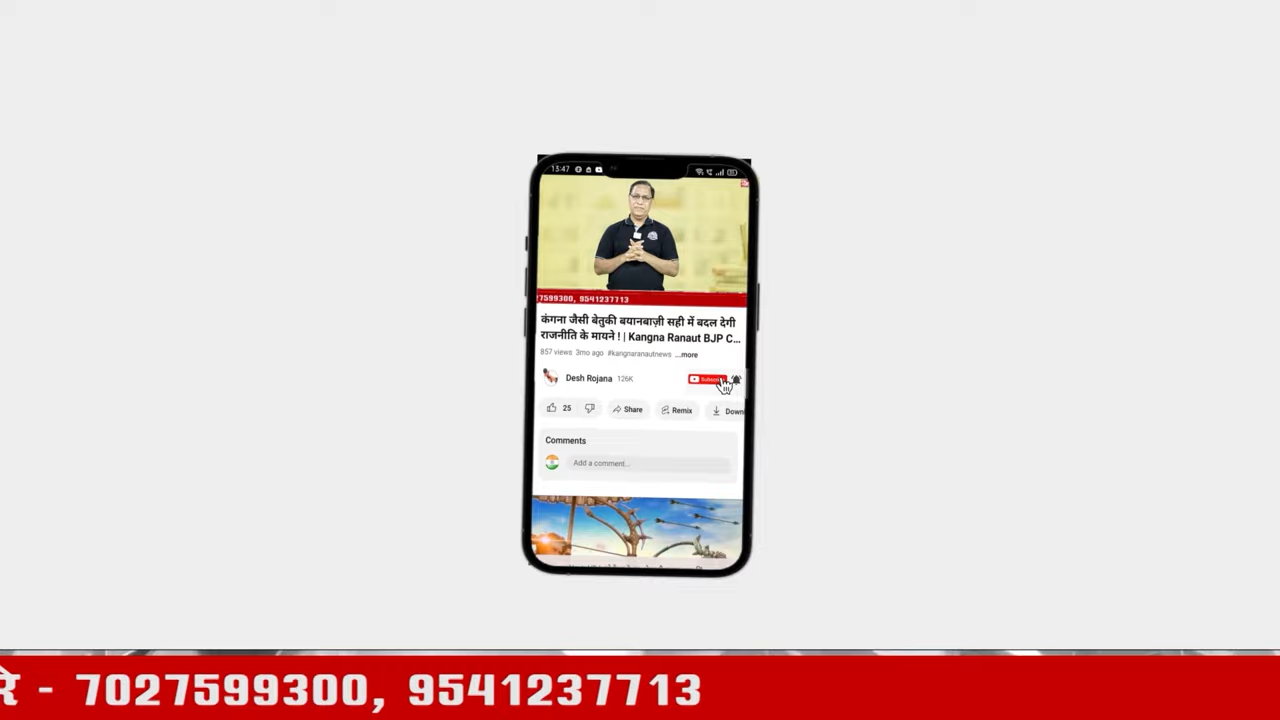 13:47
7599300, 9541237713
कंगना जैसी बेतुकी बयानबाज़ी सही में बदल देगी
राजनीति के मायने ! | Kangna Ranaut BJP C...
857 views 3mo ago #kangnaranautnews ...more
Desh Rojana 126K
25 Share Remix Down
Comments
Add a comment...
रे - 7027599300, 9541237713